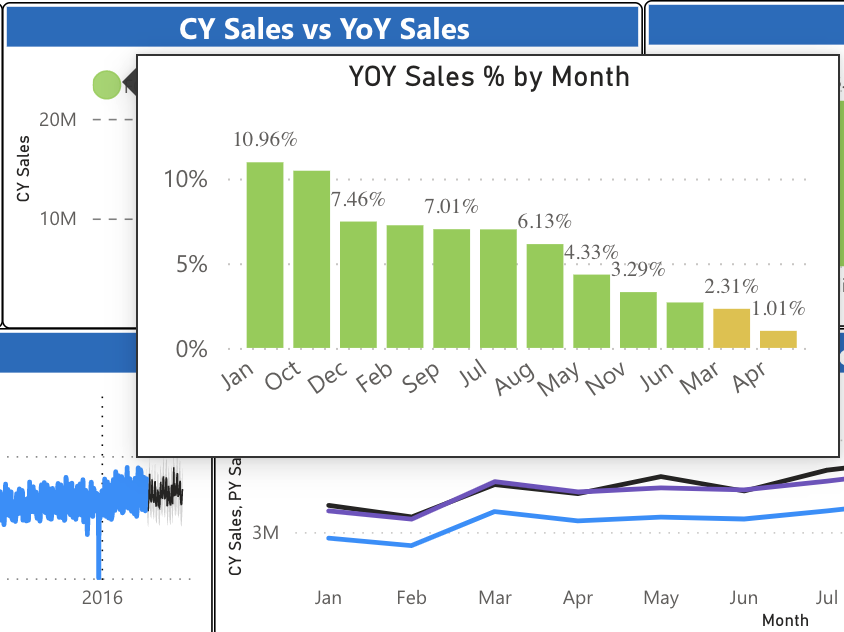 CY Sales vs YoY Sales
YOY Sales % by Month
CY Sales
20M
10M
10%
5%
0%
10.96%
7.46%
7.01%
6.13%
4.33%
3.29%
2.31%
1.01%
Jan
Oct
Dec
Feb
Sep
Jul
Aug
May
Nov
Jun
Mar
Apr
2016
CY Sales, PY Sa
3M
Jan
Feb
Mar
Apr
May
Jun
Jul
Month